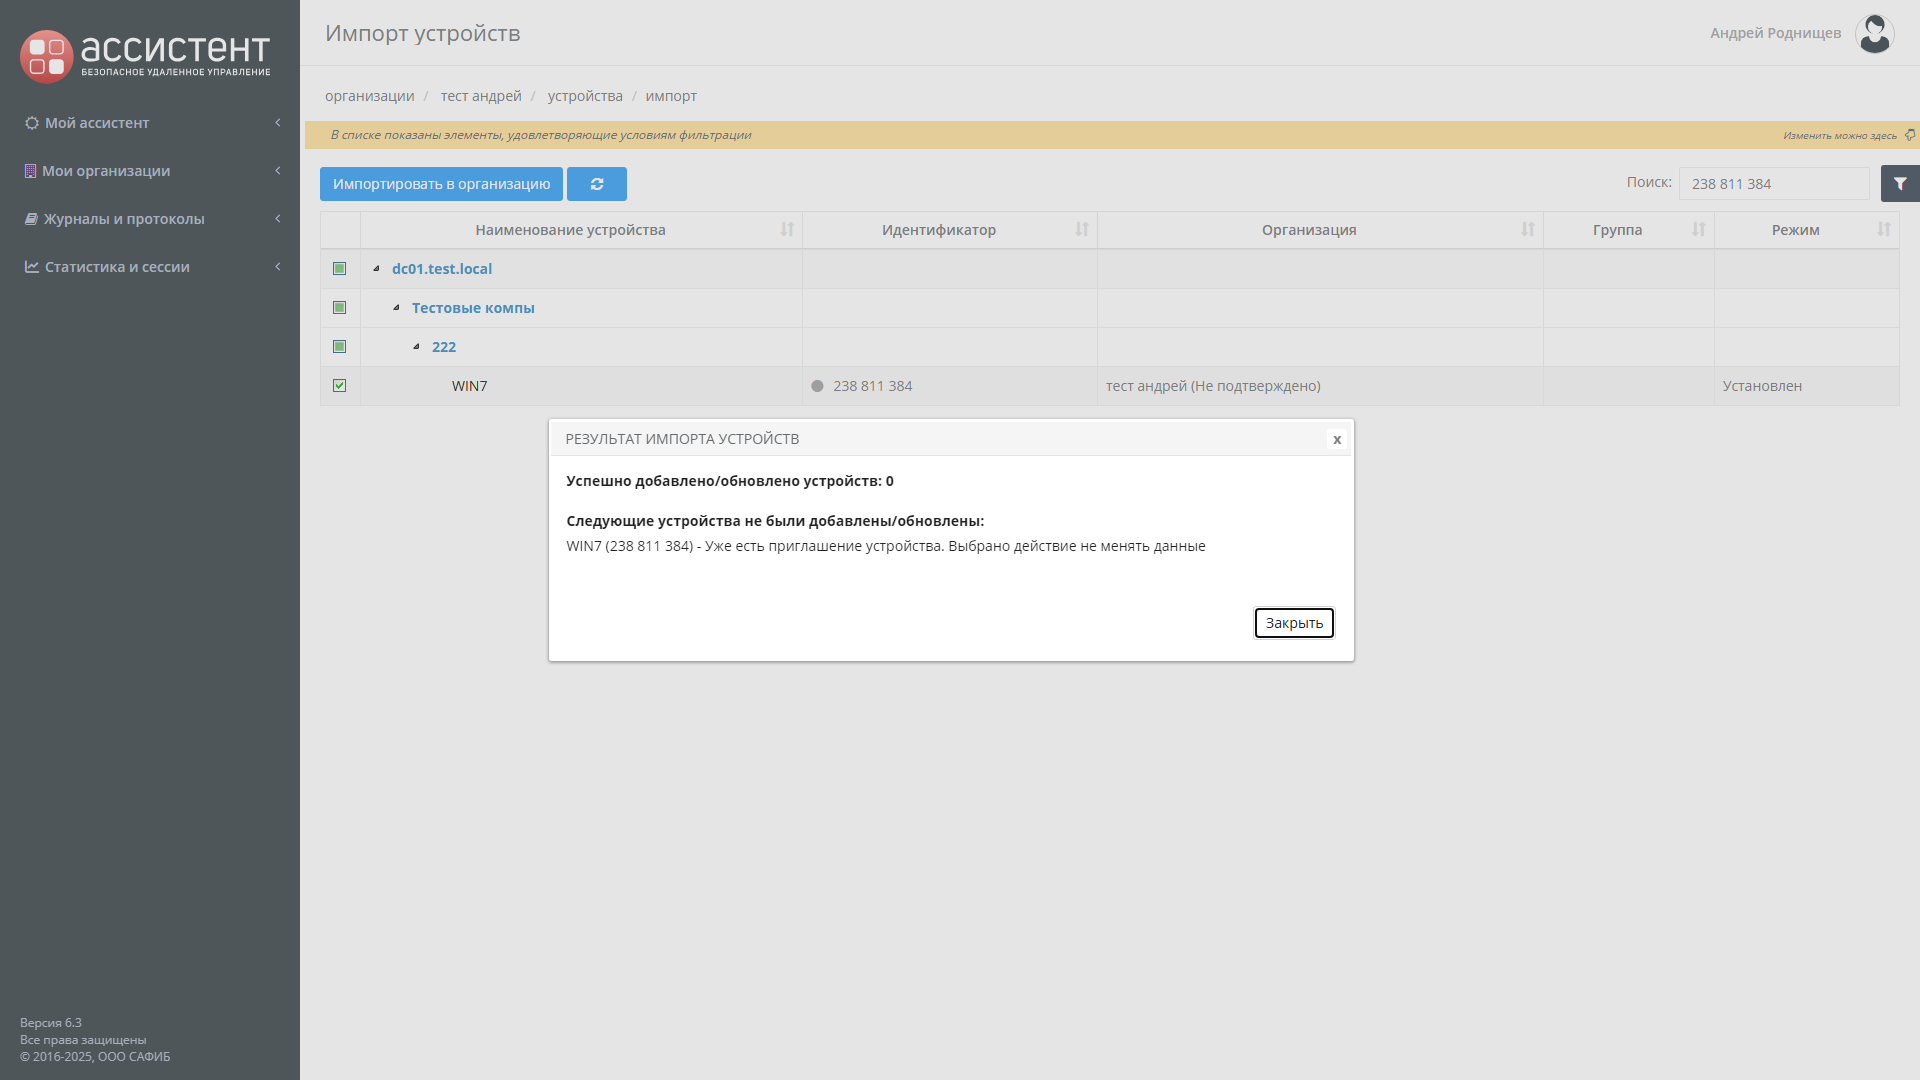 ассистент
БЕЗОПАСНОЕ УДАЛЕННОЕ УПРАВЛЕНИЕ
Мой ассистент
Мои организации
Журналы и протоколы
Статистика и сессии
Версия 6.3
Все права защищены
© 2016-2025, ООО САФИБ
Импорт устройств
Андрей Роднищев
организации / тест андрей / устройства / импорт
В списке показаны элементы, удовлетворяющие условиям фильтрации
Изменить можно здесь
Импортировать в организацию
Поиск: 238 811 384
Наименование устройства Идентификатор Организация Группа Режим
dc01.test.local
Тестовые компы
222
WIN7 238 811 384 тест андрей (Не подтверждено) Установлен
РЕЗУЛЬТАТ ИМПОРТА УСТРОЙСТВ x
Успешно добавлено/обновлено устройств: 0
Следующие устройства не были добавлены/обновлены:
WIN7 (238 811 384) - Уже есть приглашение устройства. Выбрано действие не менять данные
Закрыть